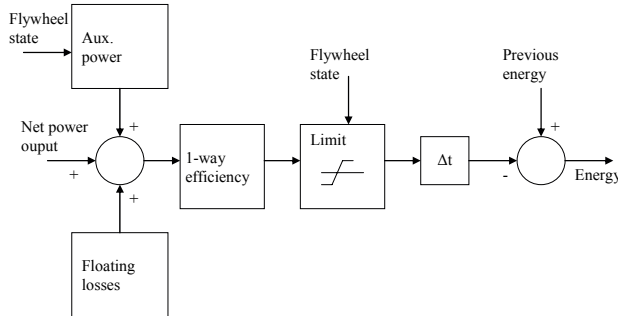 Flywheel
state
Aux.
power
Flywheel
state
Previous
energy
+
+
Net power
ouput
+
1-way
efficiency
Limit
Δt
-
Energy
+
Floating
losses